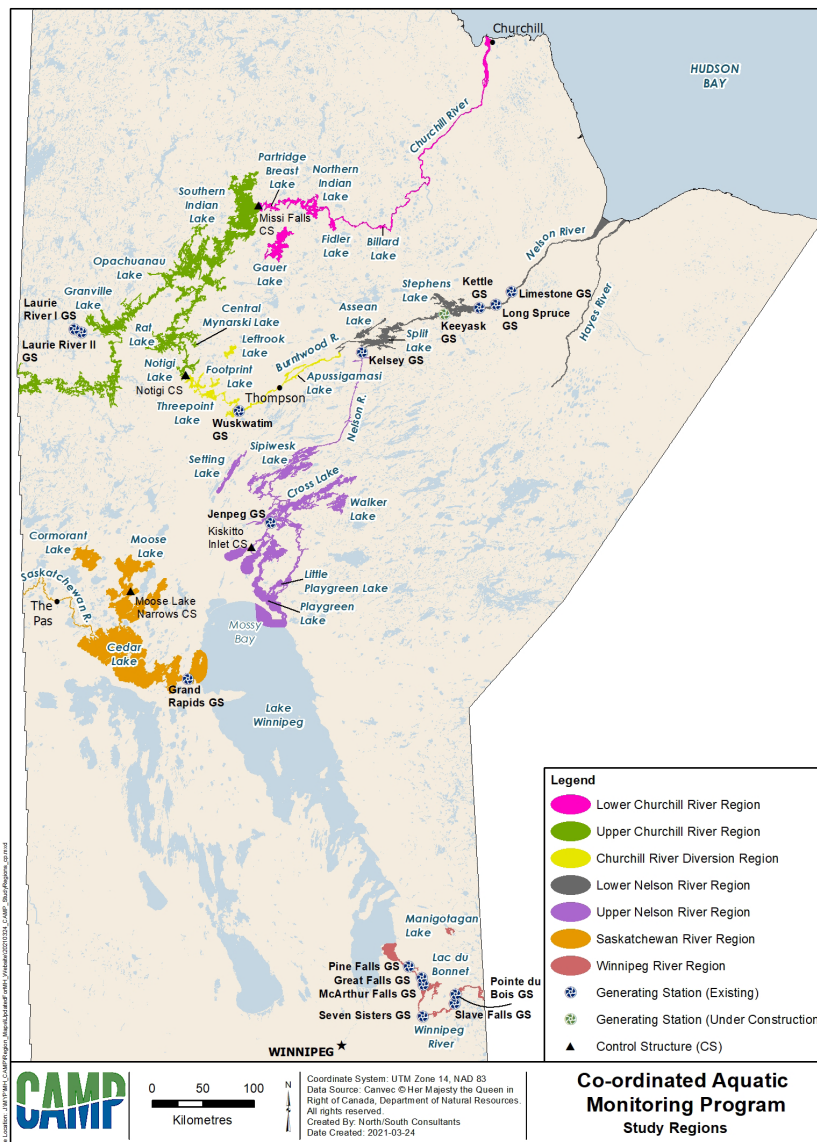 Churchill
HUDSON
BAY
Churchill River
Partridge
Breast
Lake
Northern
Indian
Lake
Southern
Indian
Lake
Missi Falls
CS
Fidler
Lake
Billard
Lake
Gauer
Lake
Opachuanau
Lake
Granville
Lake
Laurie
River I GS
Laurie River II
GS
Rat
Lake
Central
Mynarski Lake
Leftrook
Lake
Notigi
Lake
Notigi CS
Footprint
Lake
Threepoint
Lake
Wuskwatim
GS
Thompson
Burntwood R.
Apussigamasi
Lake
Assean
Lake
Split
Lake
Kelsey GS
Stephens
Lake
Keeyask
GS
Kettle
GS
Long Spruce
GS
Limestone GS
Nelson River
Hayes River
Nelson R.
Setting
Lake
Sipiwesk
Lake
Cross Lake
Walker
Lake
Jenpeg GS
Kiskitto
Inlet CS
Little
Playgreen Lake
Playgreen
Lake
Mossy
Bay
Cormorant
Lake
Moose
Lake
Saskatchewan R.
The
Pas
Moose Lake
Narrows CS
Cedar
Lake
Grand
Rapids GS
Lake
Winnipeg
Manigotagan
Lake
Lac du
Bonnet
Pine Falls GS
Great Falls GS
McArthur Falls GS
Seven Sisters GS
Pointe du
Bois GS
Slave Falls GS
Winnipeg
River
WINNIPEG
Legend
Lower Churchill River Region
Upper Churchill River Region
Churchill River Diversion Region
Lower Nelson River Region
Upper Nelson River Region
Saskatchewan River Region
Winnipeg River Region
Generating Station (Existing)
Generating Station (Under Construction
Control Structure (CS)
CAMP
0 50 100
Kilometres
N
Coordinate System: UTM Zone 14, NAD 83
Data Source: Canvec © Her Majesty the Queen in
Right of Canada, Department of Natural Resources.
All rights reserved.
Created By: North/South Consultants
Date Created: 2021-03-24
Co-ordinated Aquatic
Monitoring Program
Study Regions